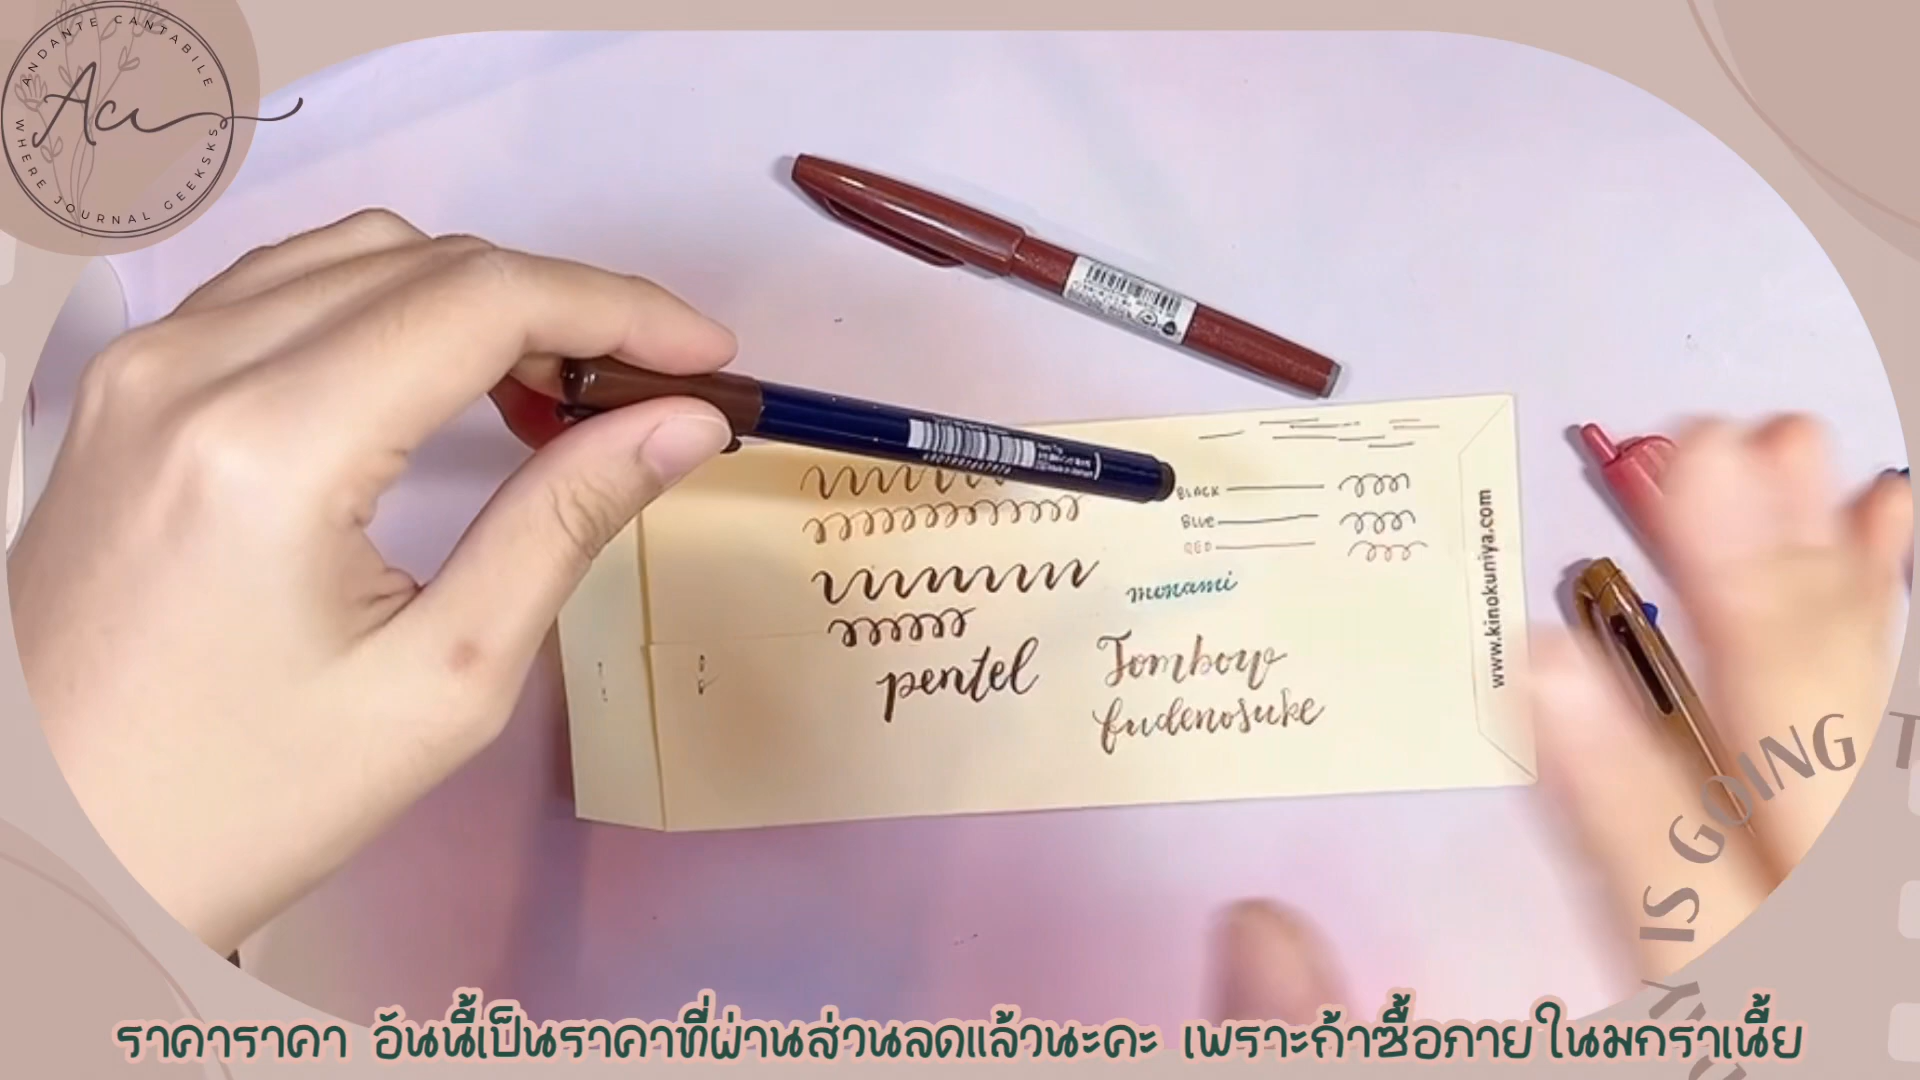 ANDANTE CANTABILE
Ac
WHERE JOURNAL GEEKSKS
BLACK
BLUE
RED
monami
pentel
Tombow
fudenosuke
www.kinokuniya.com
IS GOING T
ราคาราคา อันนี้เป็นราคาที่ผ่านส่วนลดแล้วนะคะ เพราะถ้าซื้อภายในมกราเนี้ย